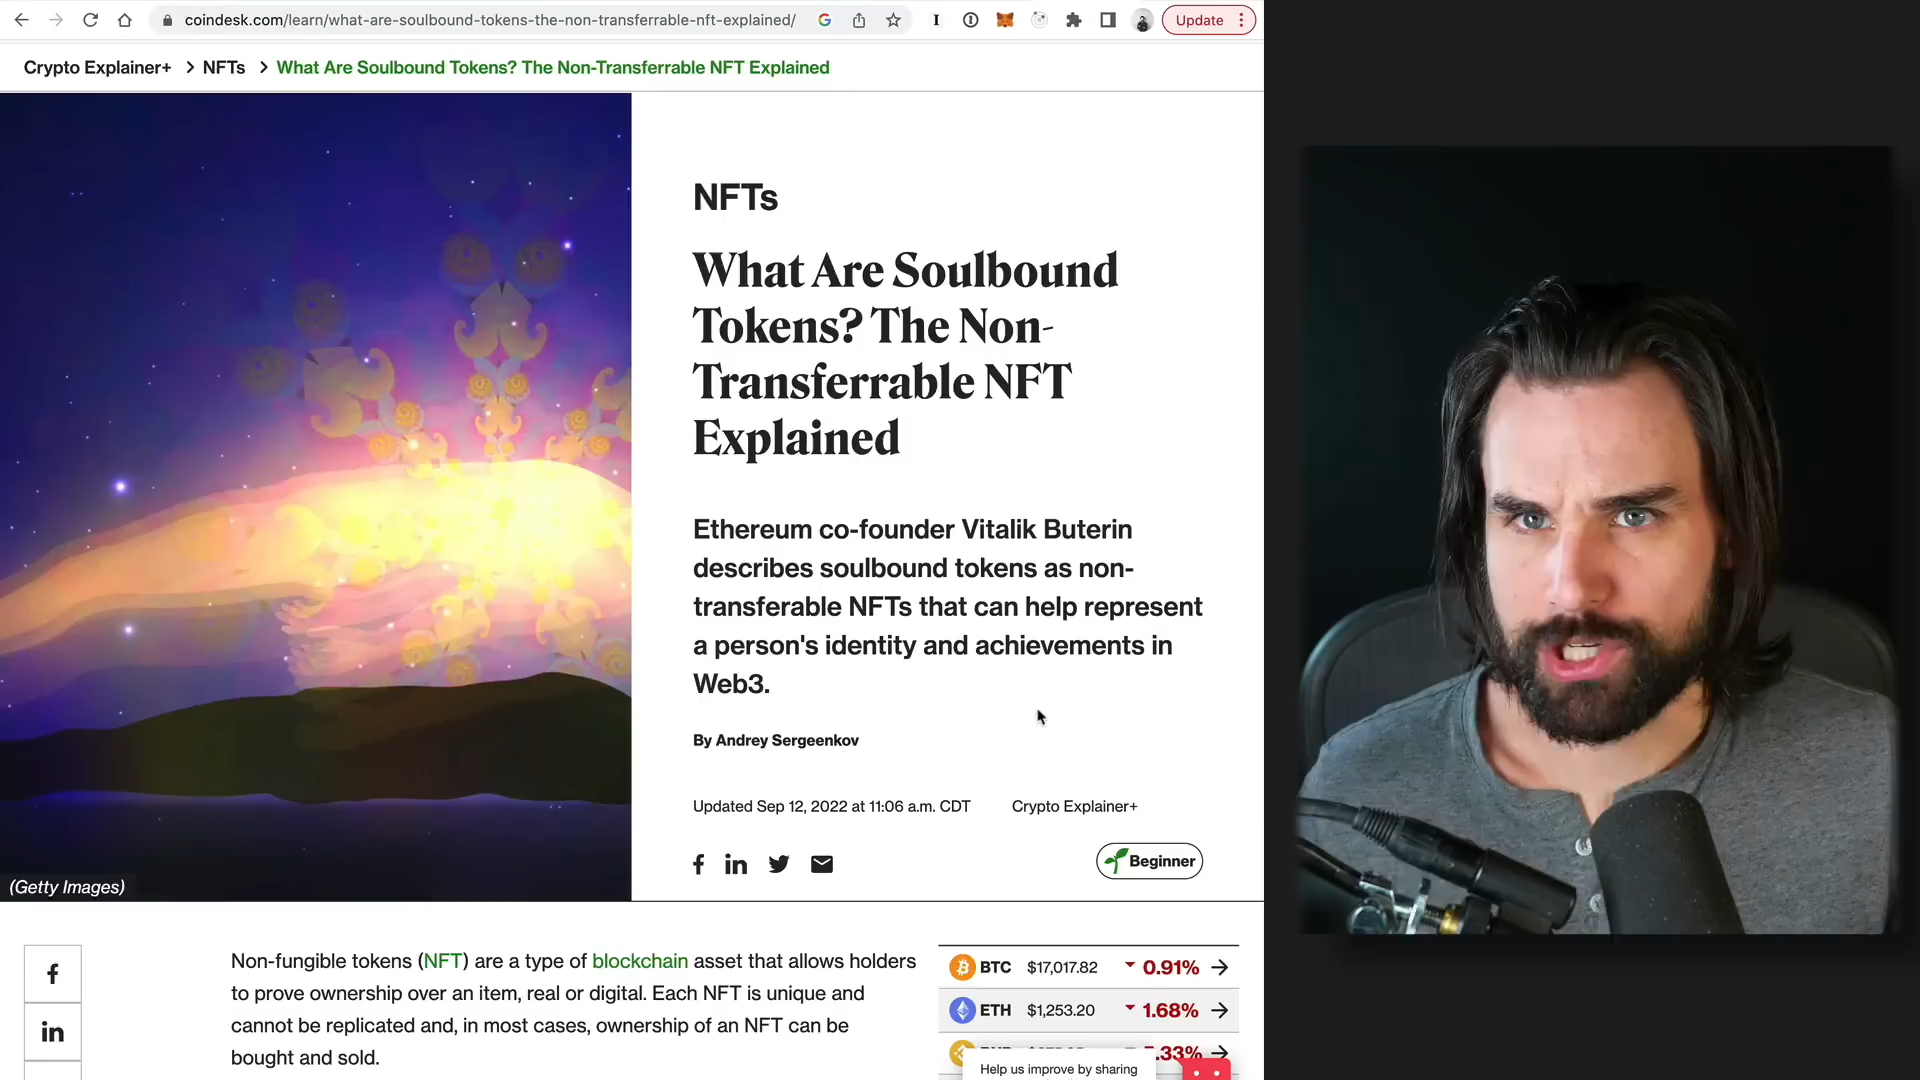 coindesk.com/learn/what-are-soulbound-tokens-the-non-transferrable-nft-explained/
Update
Crypto Explainer+ > NFTs > What Are Soulbound Tokens? The Non-Transferrable NFT Explained
NFTs
What Are Soulbound
Tokens? The Non-
Transferrable NFT
Explained
Ethereum co-founder Vitalik Buterin
describes soulbound tokens as non-
transferable NFTs that can help represent
a person's identity and achievements in
Web3.
By Andrey Sergeenkov
Updated Sep 12, 2022 at 11:06 a.m. CDT
Crypto Explainer+
Beginner
(Getty Images)
Non-fungible tokens (NFT) are a type of blockchain asset that allows holders
to prove ownership over an item, real or digital. Each NFT is unique and
cannot be replicated and, in most cases, ownership of an NFT can be
bought and sold.
BTC $17,017.82 0.91%
ETH $1,253.20 1.68%
Help us improve by sharing